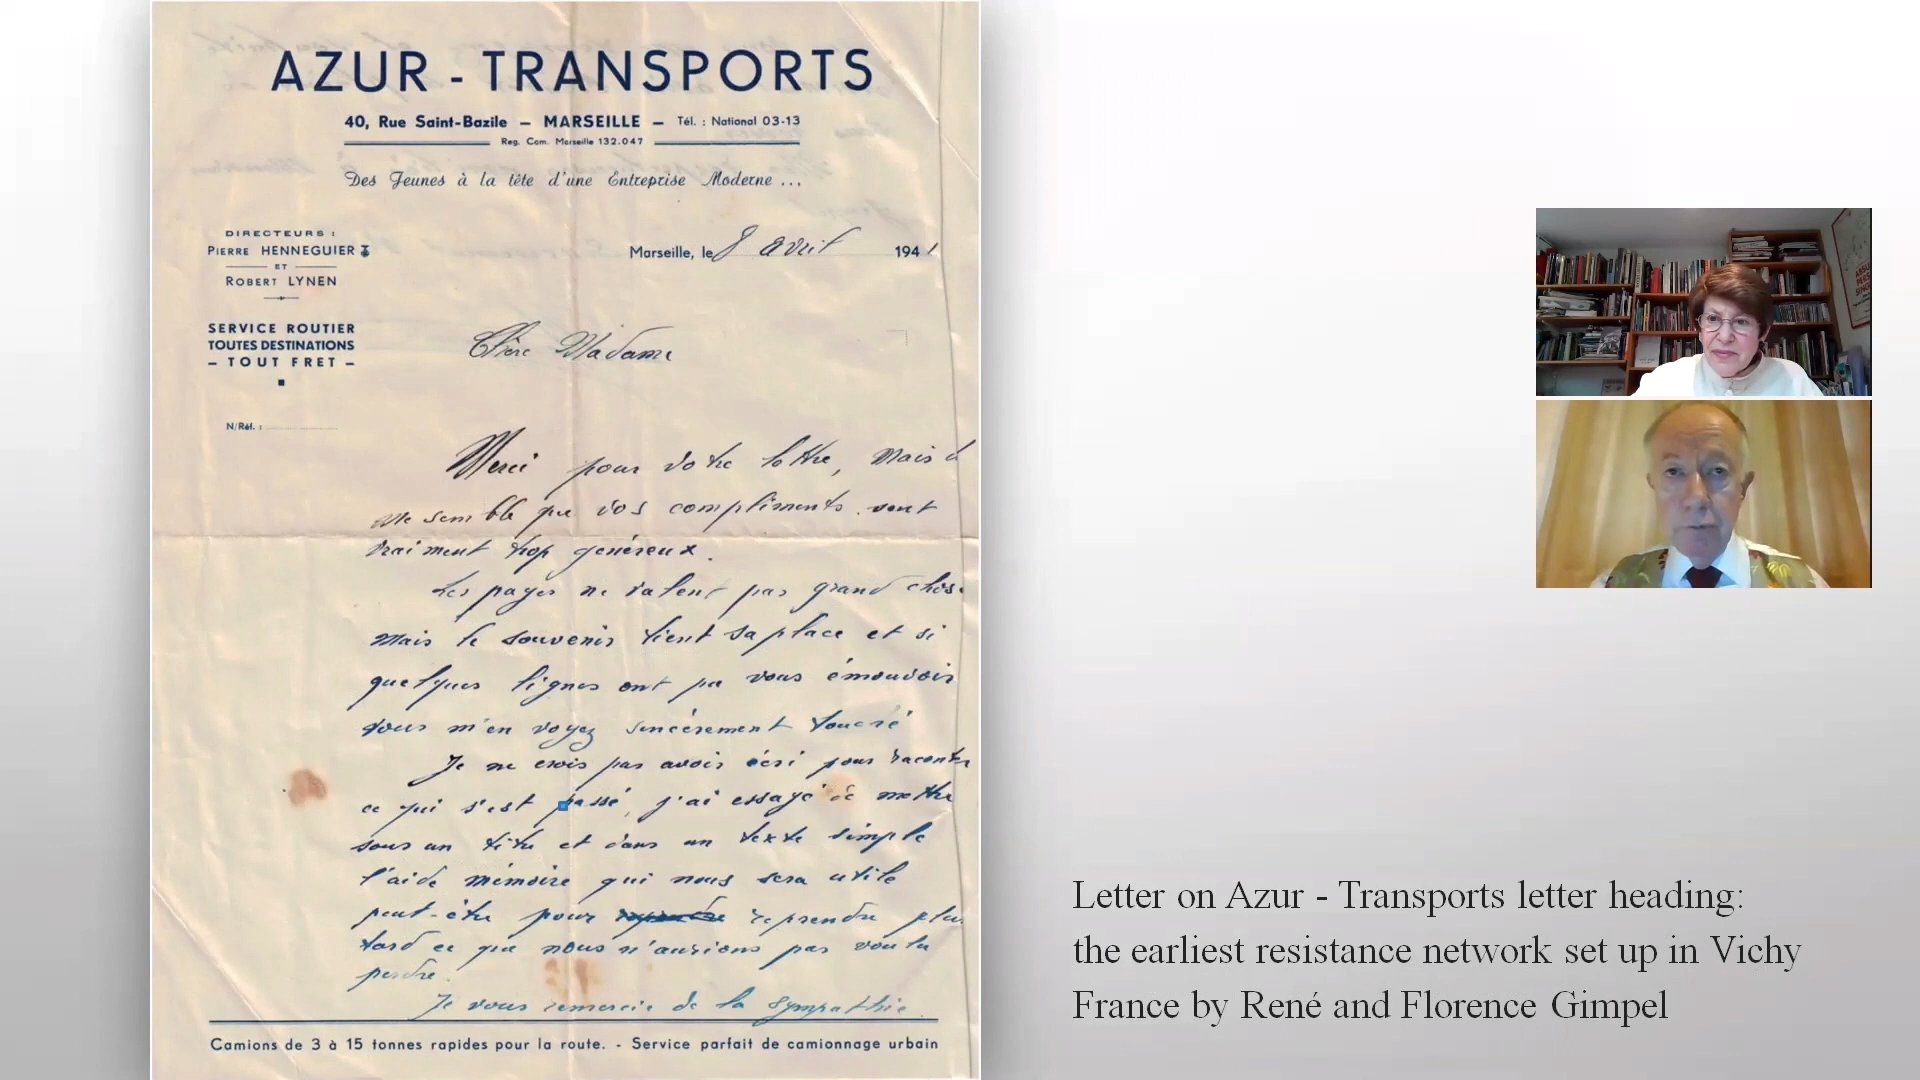 AZUR - TRANSPORTS
40, Rue Saint-Bazile — MARSEILLE — Tél. : National 03-13
Reg. Com. Marseille 132.047
Des Jeunes à la tête d'une Entreprise Moderne ...
DIRECTEURS :
PIERRE HENNEGUIER
ET
ROBERT LYNEN
Marseille, le 8 avril 1941
SERVICE ROUTIER
TOUTES DESTINATIONS
– TOUT FRET –
N/Réf. :
Chère Madame
Merci pour votre lettre, mais il
me semble que vos compliments sont
vraiment trop généreux.
Les pages ne valent pas grand chose
mais le souvenir tient sa place et si
quelques lignes ont pu vous émouvoir
vous m'en voyez sincèrement touché
Je ne crois pas avoir écri pour raconter
ce qui s'est passé, j'ai essayé de mettre
sous un titre et dans un texte simple
l'aide mémoire qui nous sera utile
peut-être pour reprendre plus
tard ce que nous n'aurions pas voulu
perdre.
Je vous remercie de la sympathie
Camions de 3 à 15 tonnes rapides pour la route. - Service parfait de camionnage urbain
Letter on Azur - Transports letter heading:
the earliest resistance network set up in Vichy
France by René and Florence Gimpel